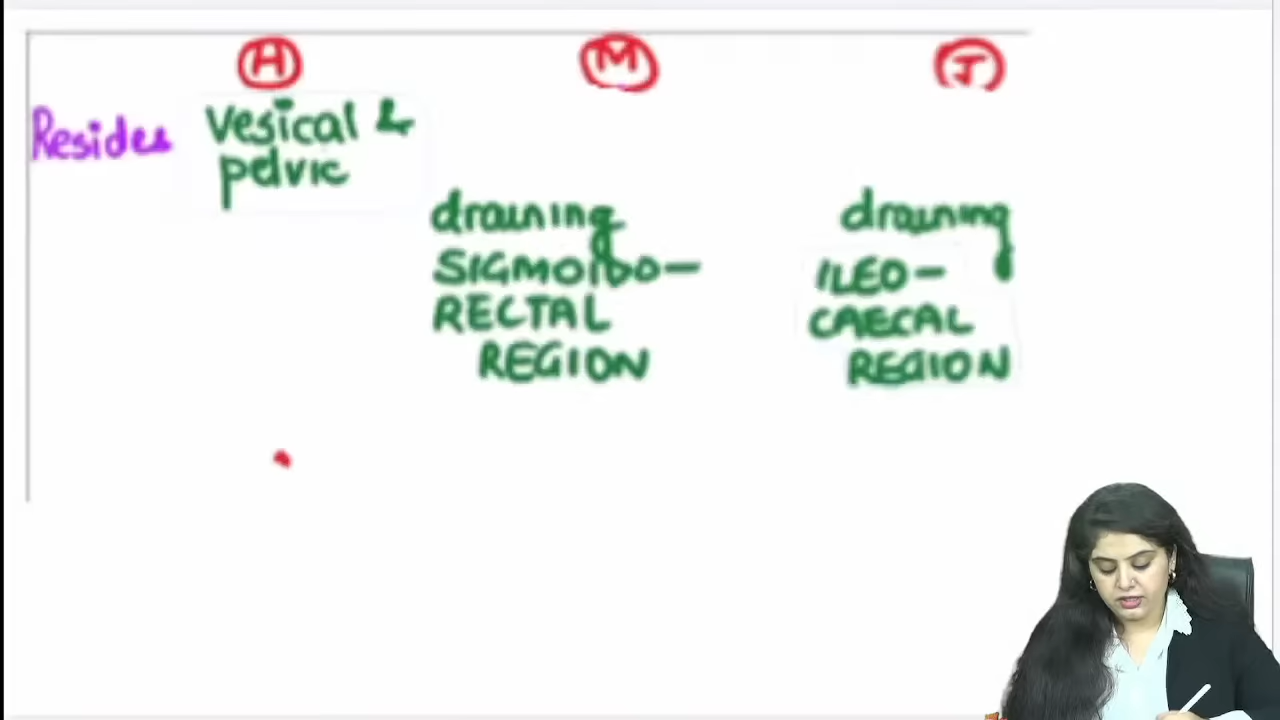 H M J
Resides
Vesical &
pelvic
draining
SIGMOIDO-
RECTAL
REGION
draining
ILEO-
CAECAL
REGION